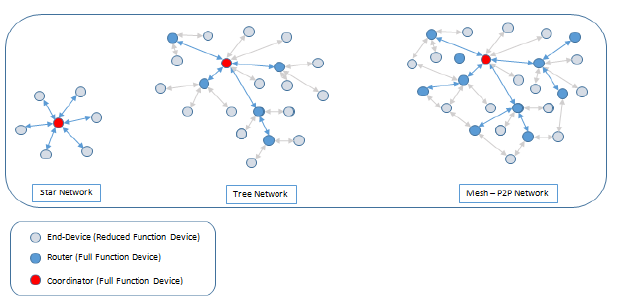 Star Network
Tree Network
Mesh – P2P Network
End-Device (Reduced Function Device)
Router (Full Function Device)
Coordinator (Full Function Device)